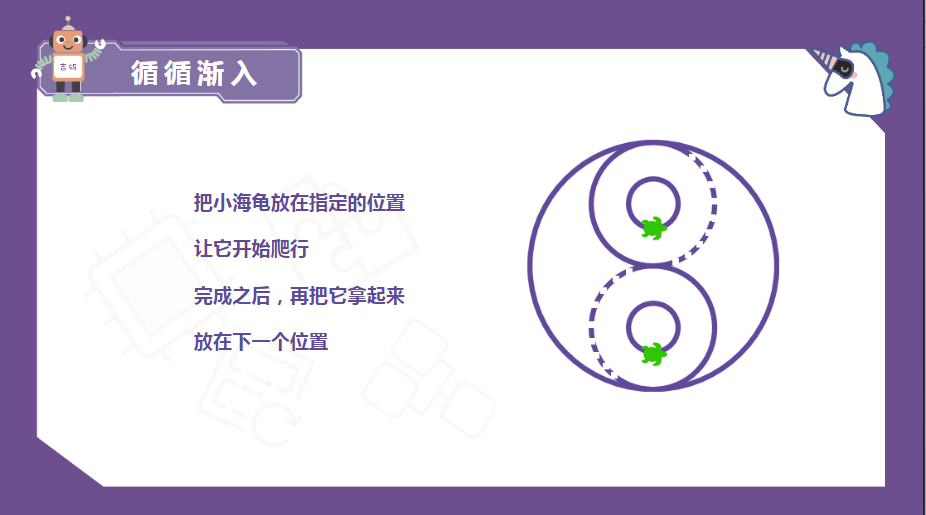 循循渐入
把小海龟放在指定的位置
让它开始爬行
完成之后，再把它拿起来
放在下一个位置